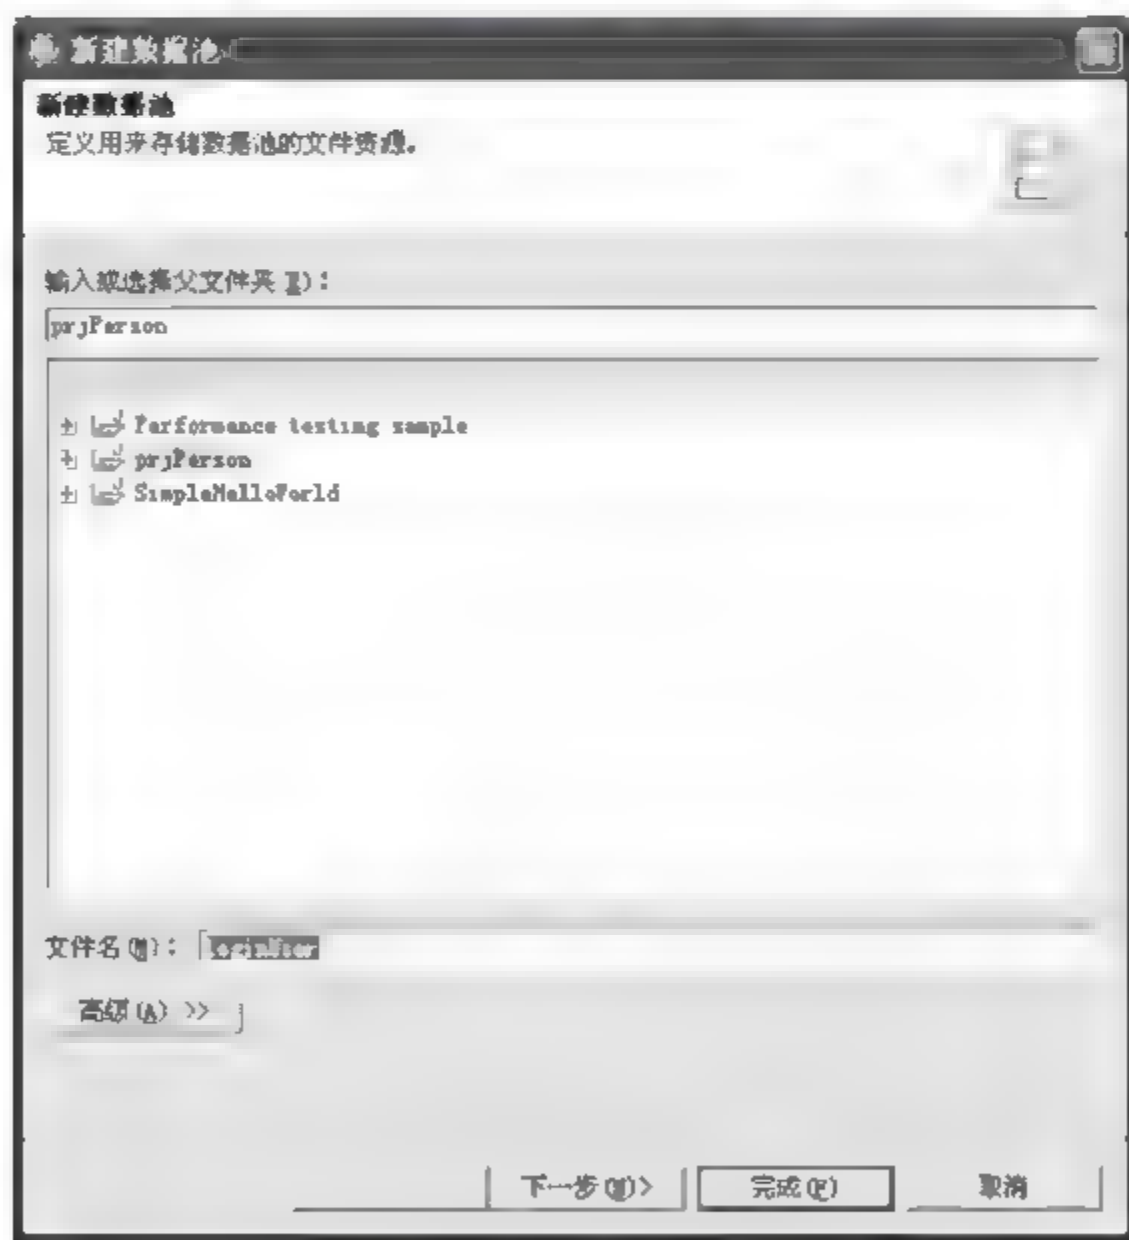 新建数据池
新建数据池
定义用来存储数据池的文件资源。
输入或选择父文件夹(E):
prjPerson
Performance testing sample
prjPerson
SimpleHelloWorld
文件名(M): loginUser
高级(A) >>
下一步(N)> 完成(F) 取消